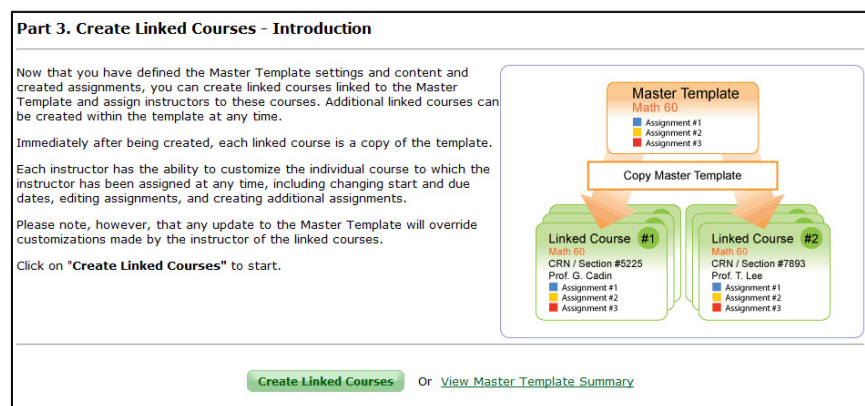 Part 3. Create Linked Courses - Introduction
Now that you have defined the Master Template settings and content and
created assignments, you can create linked courses linked to the Master
Template and assign instructors to these courses. Additional linked courses can
be created within the template at any time.
Immediately after being created, each linked course is a copy of the template.
Each instructor has the ability to customize the individual course to which the
instructor has been assigned at any time, including changing start and due
dates, editing assignments, and creating additional assignments.
Please note, however, that any update to the Master Template will override
customizations made by the instructor of the linked courses.
Click on "Create Linked Courses" to start.
Master Template
Math 60
Assignment #1
Assignment #2
Assignment #3
Copy Master Template
Linked Course #1
Math 60
CRN / Section #5225
Prof. G. Cadin
Assignment #1
Assignment #2
Assignment #3
Linked Course #2
Math 60
CRN / Section #7893
Prof. T. Lee
Assignment #1
Assignment #2
Assignment #3
Create Linked Courses Or View Master Template Summary